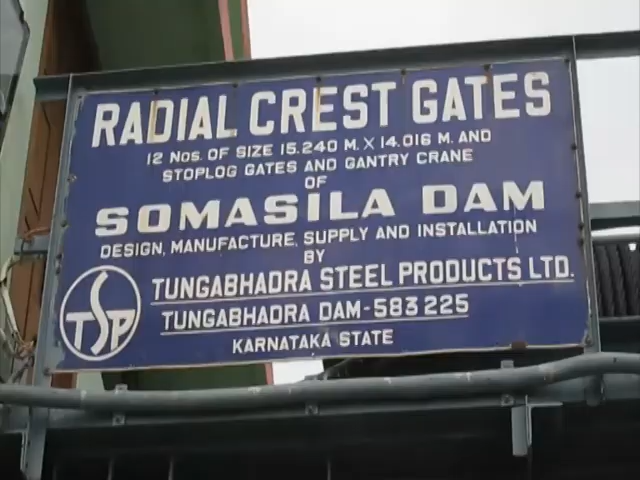 RADIAL CREST GATES
12 NOS. OF SIZE 15.240 M. X 14.016 M. AND
STOPLOG GATES AND GANTRY CRANE
OF
SOMASILA DAM
DESIGN, MANUFACTURE, SUPPLY AND INSTALLATION
BY
TUNGABHADRA STEEL PRODUCTS LTD.
TUNGABHADRA DAM-583 225
KARNATAKA STATE
TSP